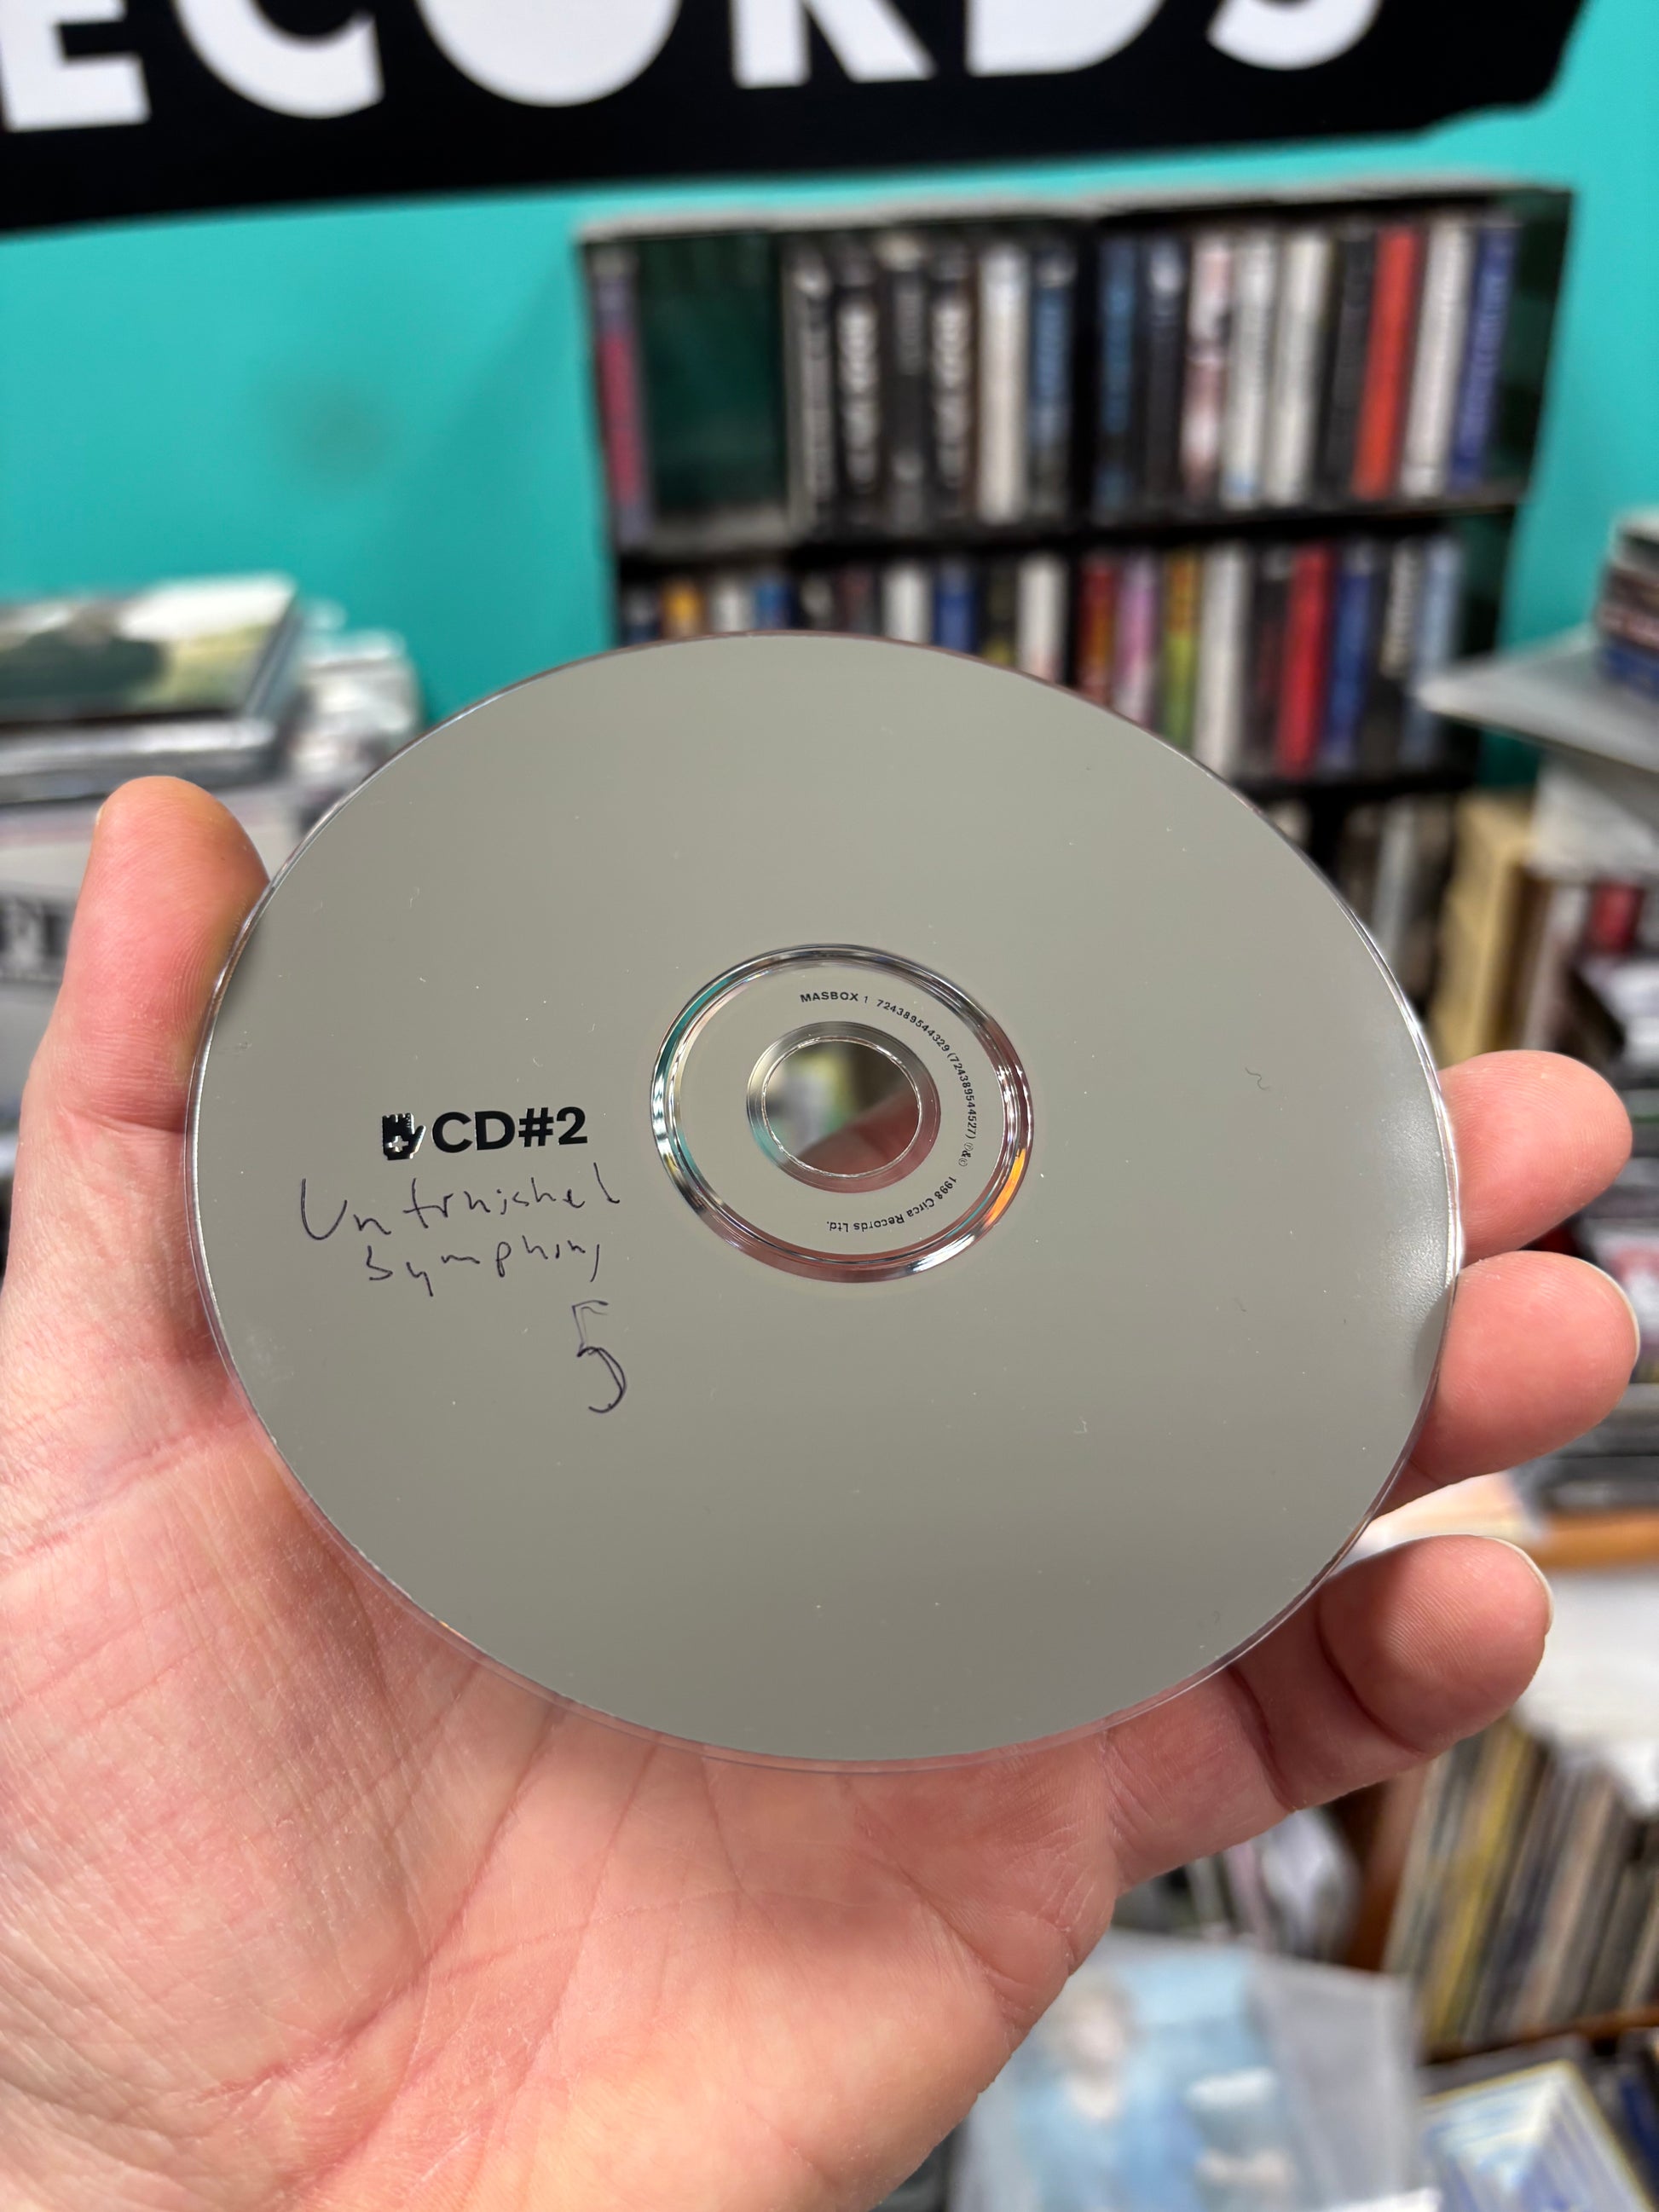 ECORDS
CD#2
Unfinished
Symphony
5
MASBOX 1 724389544329 (724389544527) ℗&© 1998 Circa Records Ltd.